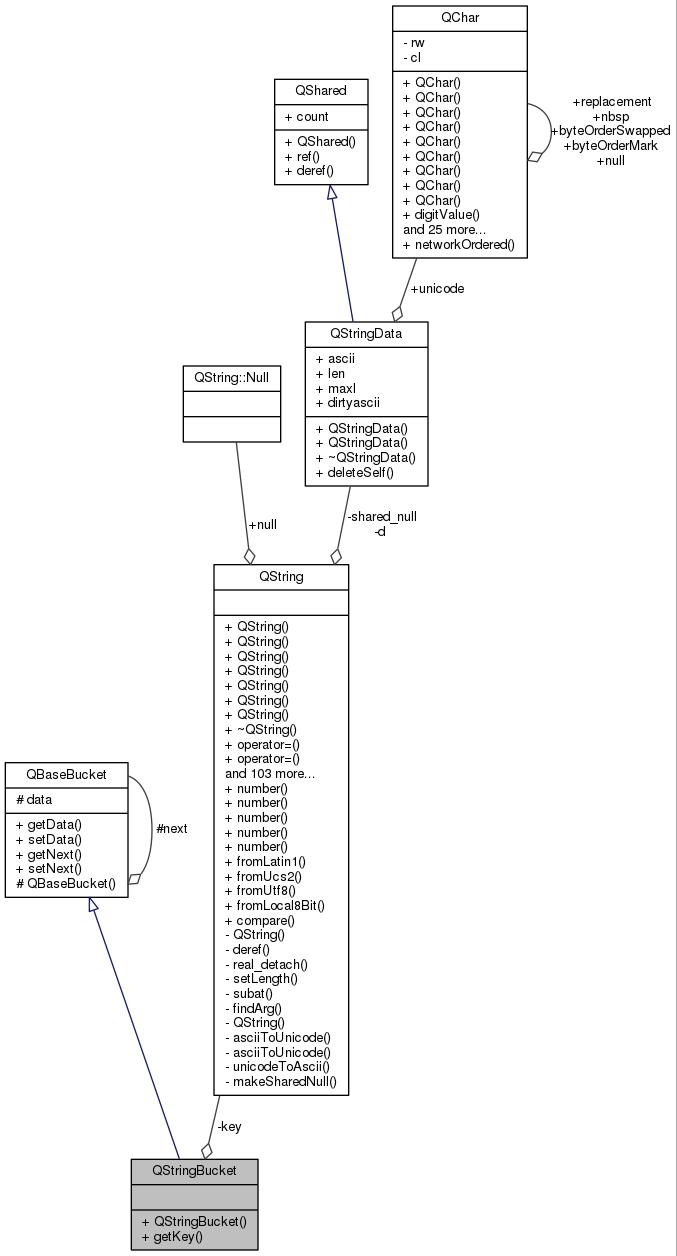 QChar
- rw
- cl
+ QChar()
+ QChar()
+ QChar()
+ QChar()
+ QChar()
+ QChar()
+ QChar()
+ QChar()
+ QChar()
+ digitValue()
and 25 more...
+ networkOrdered()
+replacement
+nbsp
+byteOrderSwapped
+byteOrderMark
+null
QShared
+ count
+ QShared()
+ ref()
+ deref()
+unicode
QStringData
+ ascii
+ len
+ maxl
+ dirtyascii
+ QStringData()
+ QStringData()
+ ~QStringData()
+ deleteSelf()
QString::Null
+null
-shared_null
-d
QString
+ QString()
+ QString()
+ QString()
+ QString()
+ QString()
+ QString()
+ QString()
+ ~QString()
+ operator=()
+ operator=()
and 103 more...
+ number()
+ number()
+ number()
+ number()
+ number()
+ fromLatin1()
+ fromUcs2()
+ fromUtf8()
+ fromLocal8Bit()
+ compare()
- QString()
- deref()
- real_detach()
- setLength()
- subat()
- findArg()
- QString()
- asciiToUnicode()
- asciiToUnicode()
- unicodeToAscii()
- makeSharedNull()
QBaseBucket
# data
+ getData()
+ setData()
+ getNext()
+ setNext()
# QBaseBucket()
#next
-key
QStringBucket
+ QStringBucket()
+ getKey()